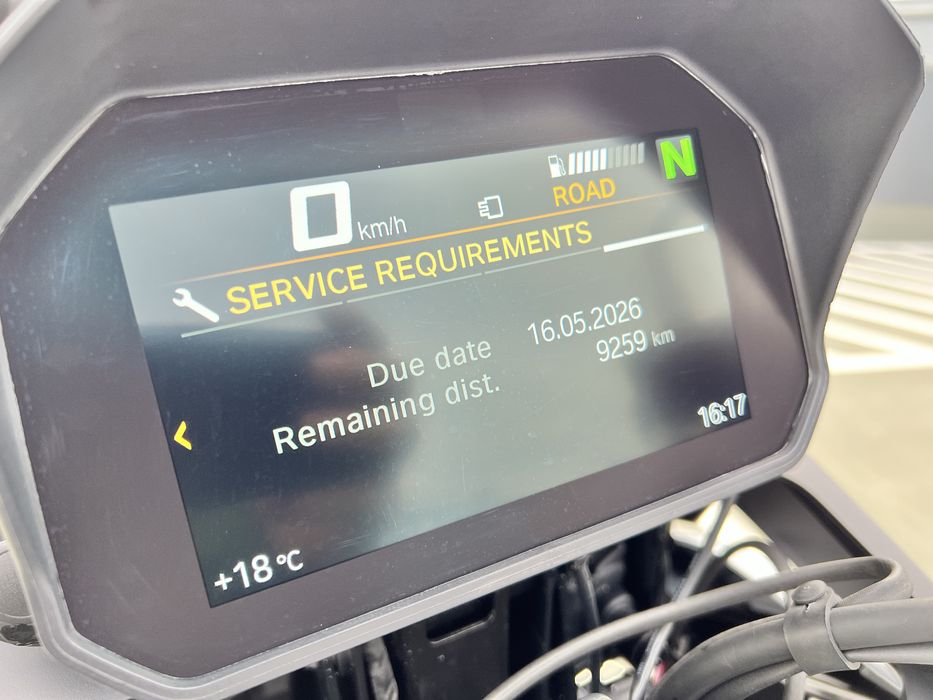 0 km/h
ROAD
N
SERVICE REQUIREMENTS
Due date 16.05.2026
Remaining dist. 9259 km
<
16:17
+18°C